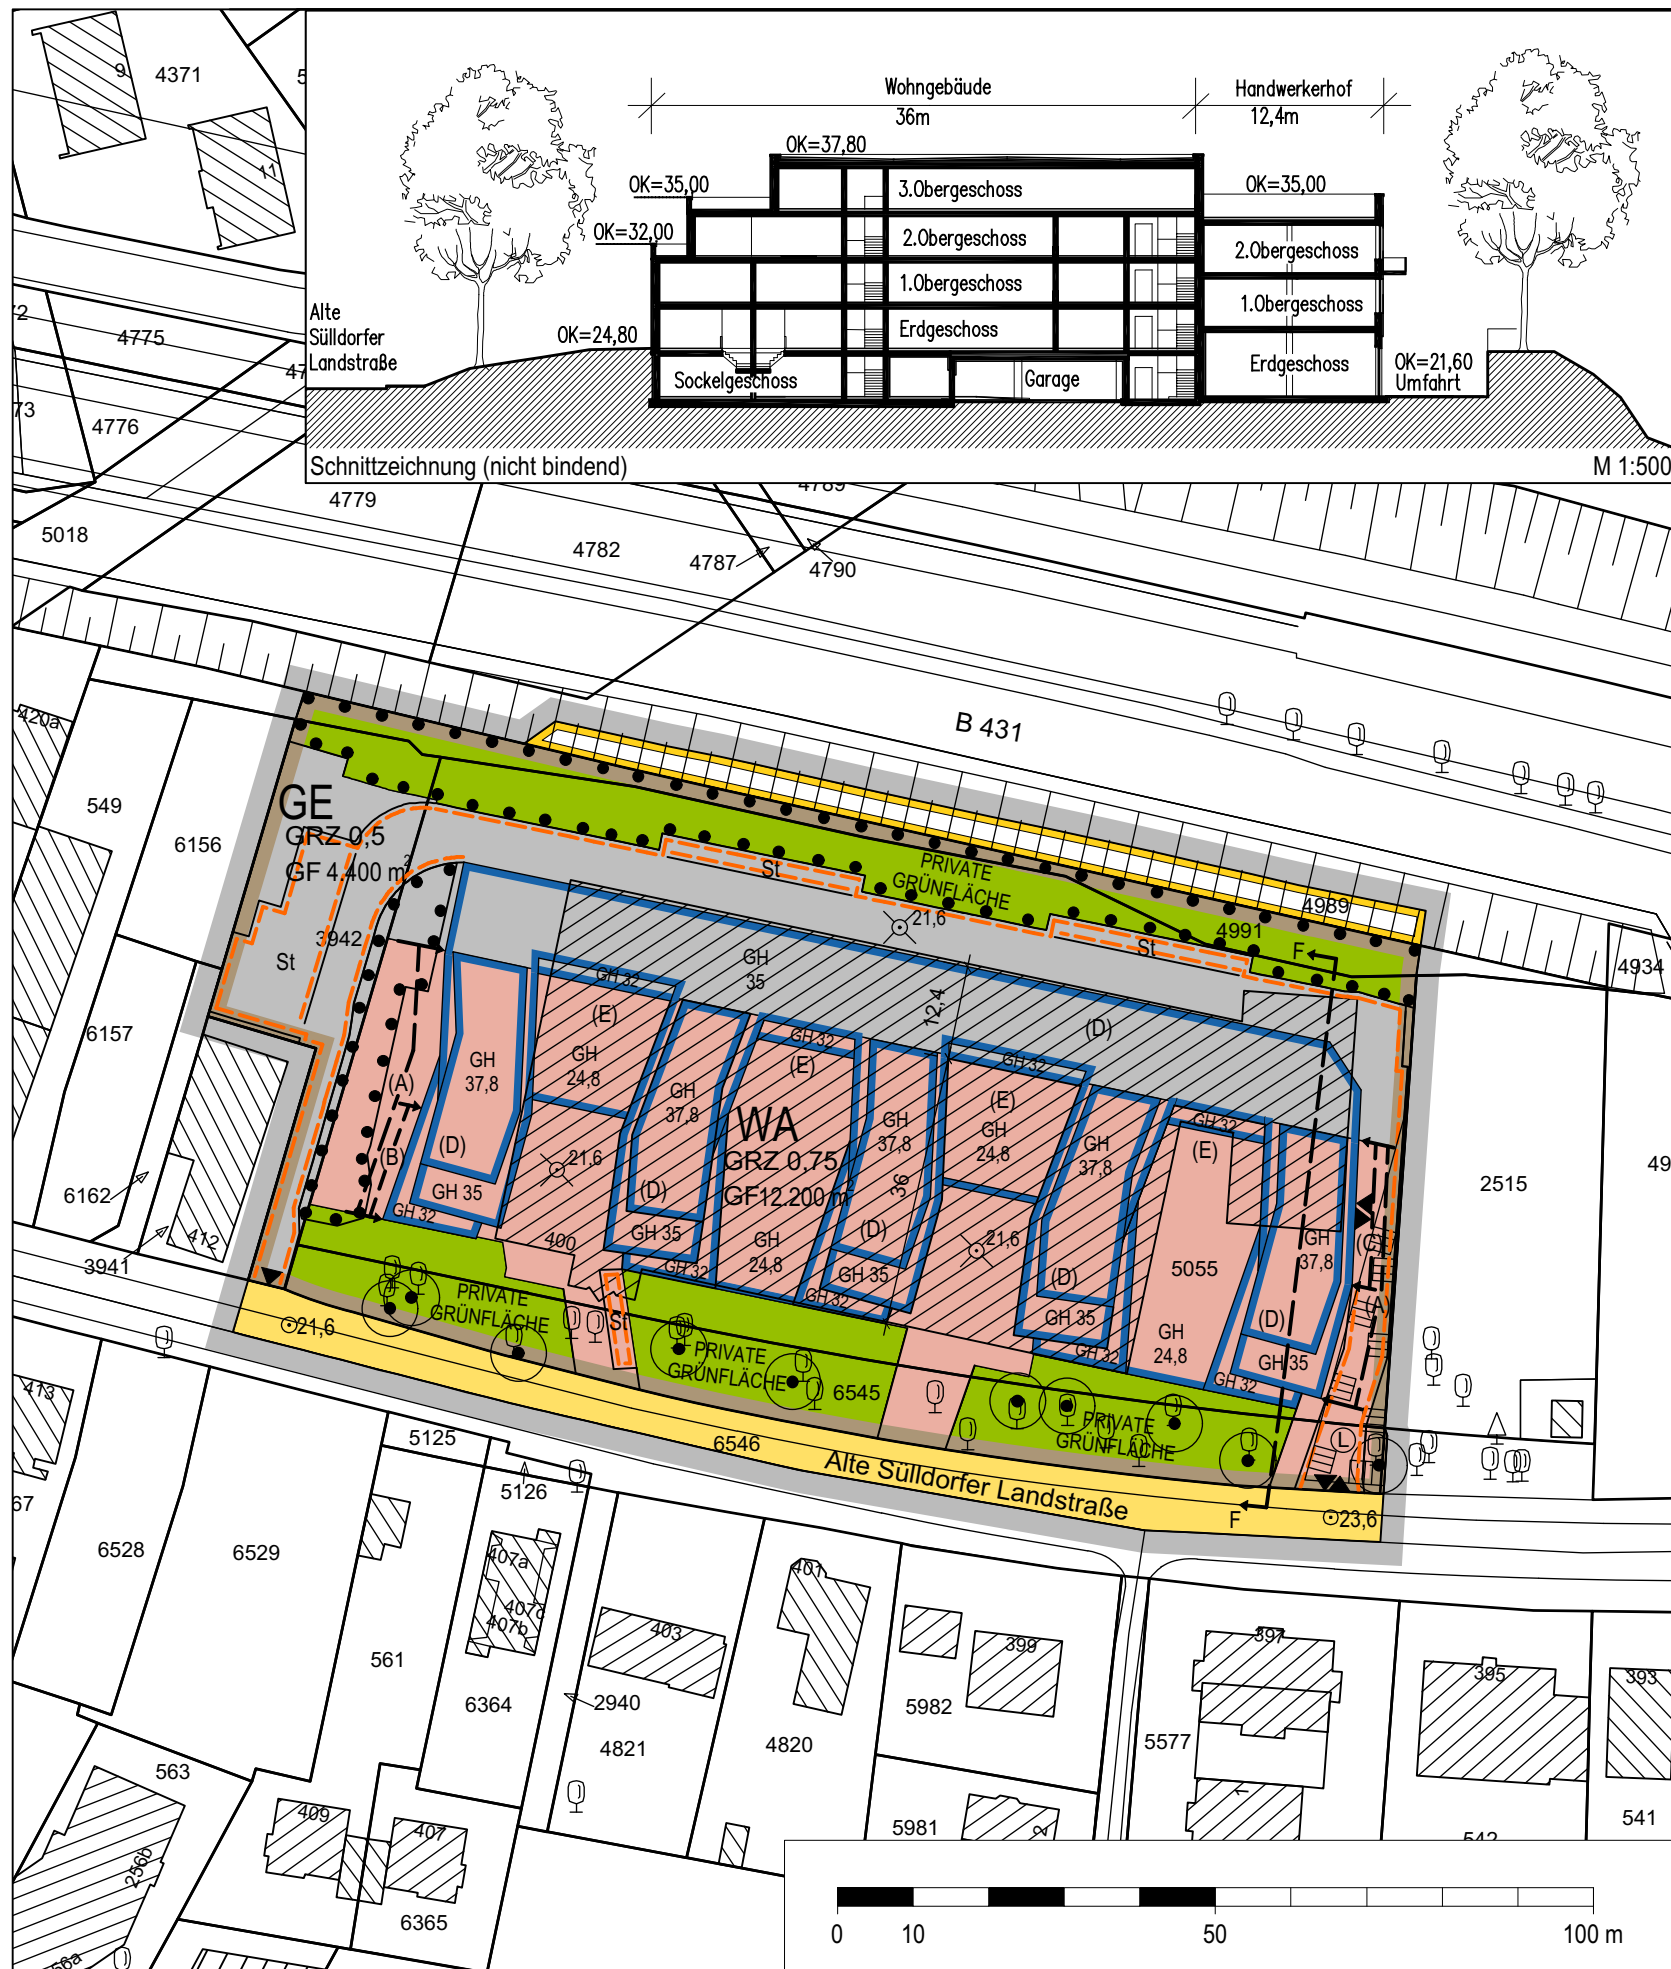 9
4371
11
Wohngebäude
36m
Handwerkerhof
12,4m
OK=37,80
OK=35,00
OK=32,00
OK=24,80
OK=35,00
3.Obergeschoss
2.Obergeschoss
1.Obergeschoss
Erdgeschoss
Sockelgeschoss
Garage
2.Obergeschoss
1.Obergeschoss
Erdgeschoss
OK=21,60
Umfahrt
Alte
Sülldorfer
Landstraße
Schnittzeichnung (nicht bindend)
M 1:500
4775
4776
4779
5018
4782
4787
4790
4789
B 431
420a
549
6156
GE
GRZ 0,5
GF 4.400 m²
3942
St
6157
6162
412
3941
St
St
PRIVATE
GRÜNFLÄCHE
4989
4991
4934
2515
21,6
F
GH
35
12,4
(D)
GH 32
(E)
GH
24,8
GH
37,8
(A)
(B)
(D)
GH 35
GH 32
21,6
400
GH
37,8
(D)
GH 35
GH 32
GH 32
(E)
WA
GRZ 0,75
GF12.200 m²
GH
24,8
GH
37,8
36
(D)
GH 35
GH 32
GH 32
(E)
GH
24,8
21,6
GH
37,8
(D)
GH 35
GH 32
GH 32
(E)
5055
GH
24,8
GH
37,8
(D)
GH 35
GH 32
(C)
(A)
L
PRIVATE
GRÜNFLÄCHE
St
PRIVATE
GRÜNFLÄCHE
6545
PRIVATE
GRÜNFLÄCHE
21,6
6546
Alte Sülldorfer Landstraße
F
23,6
413
5125
5126
6528
6529
407a
407c
407b
561
6364
403
2940
4821
401
4820
399
5982
5981
397
5577
395
393
541
542
563
409
407
256b
6365
1
2
0
10
50
100 m